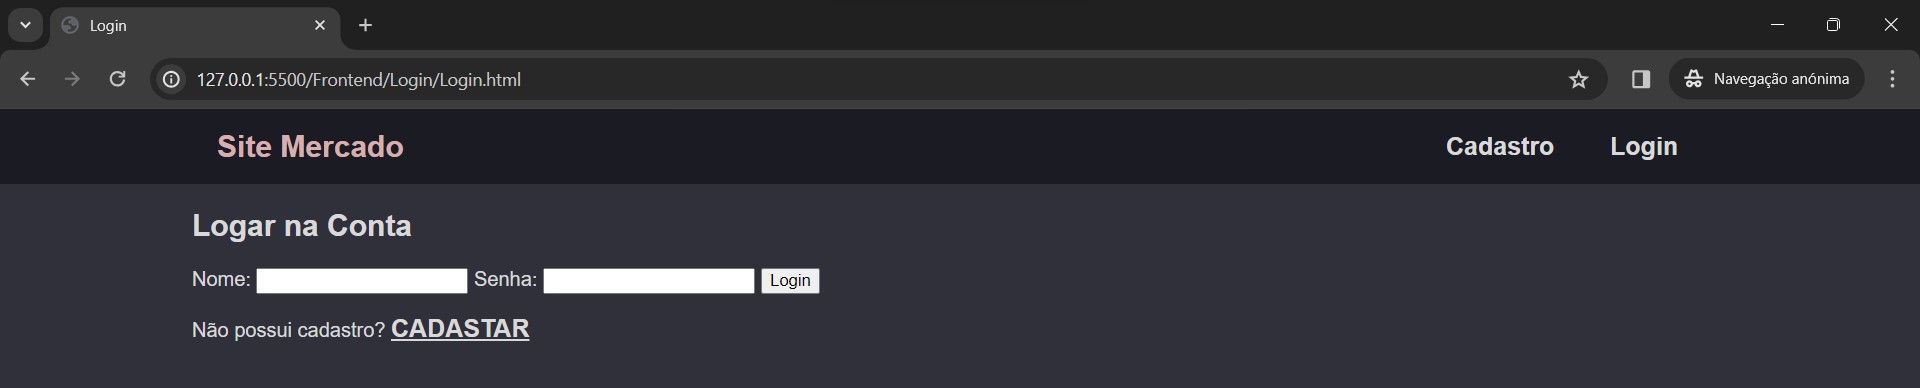 Login
127.0.0.1:5500/Frontend/Login/Login.html
Navegação anónima
Site Mercado
Cadastro
Login
Logar na Conta
Nome: Senha: Login
Não possui cadastro? CADASTAR